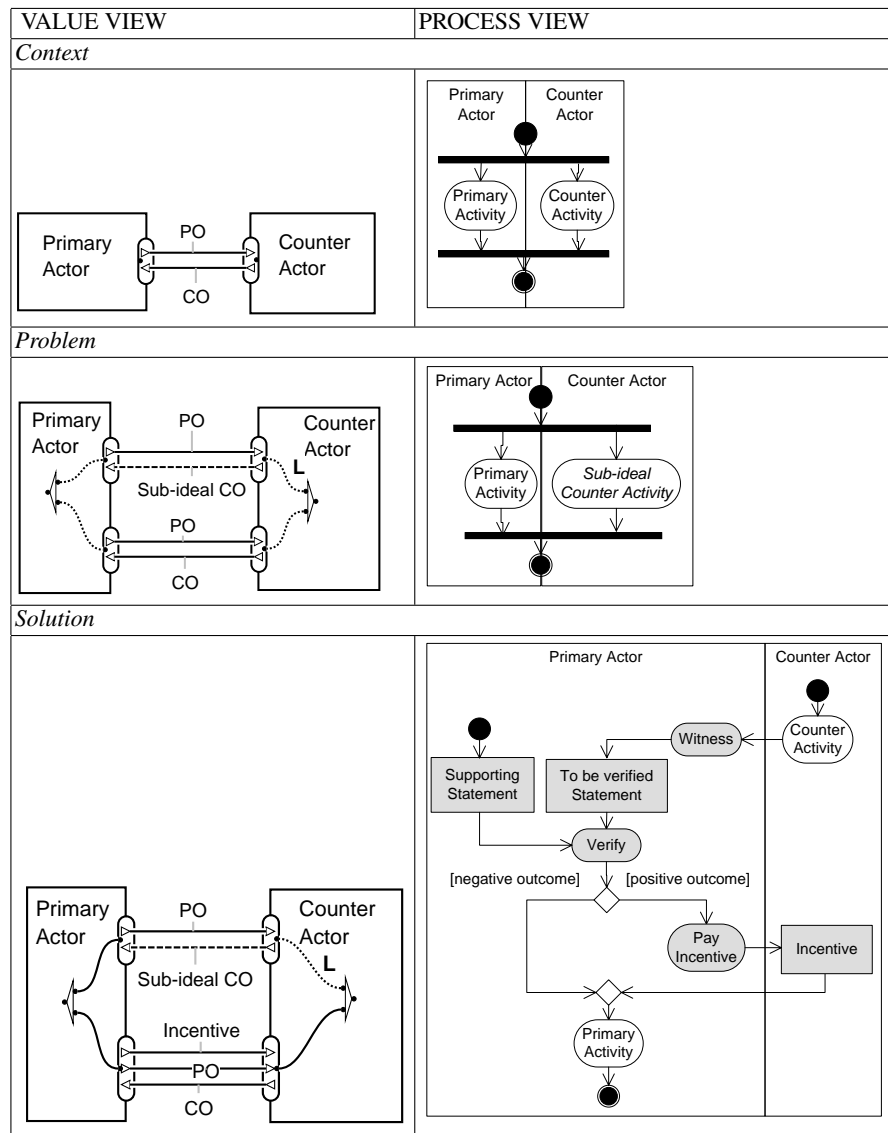 VALUE VIEW
PROCESS VIEW
Context
Primary
Actor
PO
CO
Counter
Actor
Primary
Actor
Counter
Actor
Primary
Activity
Counter
Activity
Problem
Primary
Actor
PO
Sub-ideal CO
PO
CO
Counter
Actor
L
Primary Actor
Counter Actor
Primary
Activity
Sub-ideal
Counter Activity
Solution
Primary
Actor
PO
Sub-ideal CO
Incentive
PO
CO
Counter
Actor
L
Primary Actor
Counter Actor
Witness
Counter
Activity
Supporting
Statement
To be verified
Statement
Verify
[negative outcome]
[positive outcome]
Pay
Incentive
Incentive
Primary
Activity